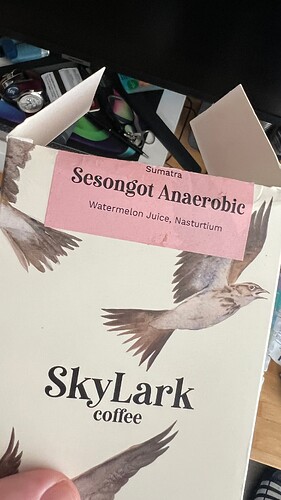 Sumatra
Sesongot Anaerobic
Watermelon Juice, Nasturtium
SkyLark
coffee